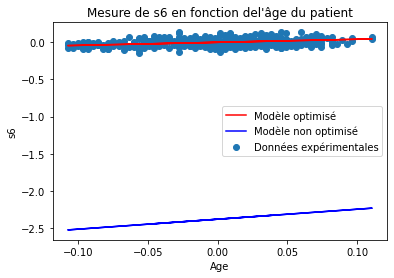 Mesure de s6 en fonction del'âge du patient
0.0
−0.5
−1.0
−1.5
−2.0
−2.5
s6
Modèle optimisé
Modèle non optimisé
Données expérimentales
−0.10
−0.05
0.00
0.05
0.10
Age